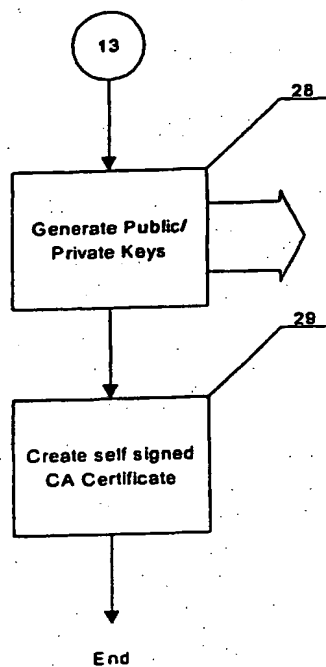 13
28
Generate Public/
Private Keys
29
Create self signed
CA Certificate
End